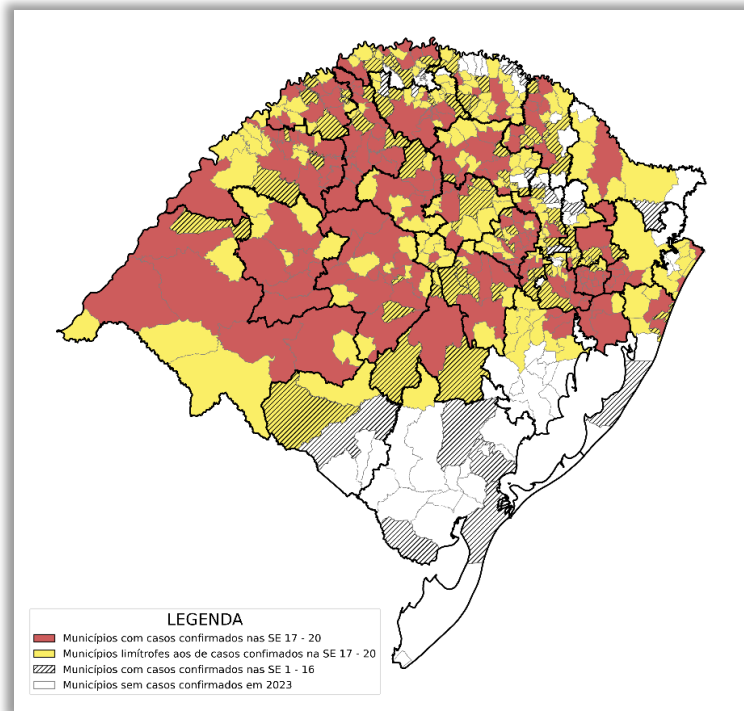 LEGENDA
Municípios com casos confirmados nas SE 17 - 20
Municípios limítrofes aos de casos confirmados na SE 17 - 20
Municípios com casos confirmados nas SE 1 - 16
Municípios sem casos confirmados em 2023